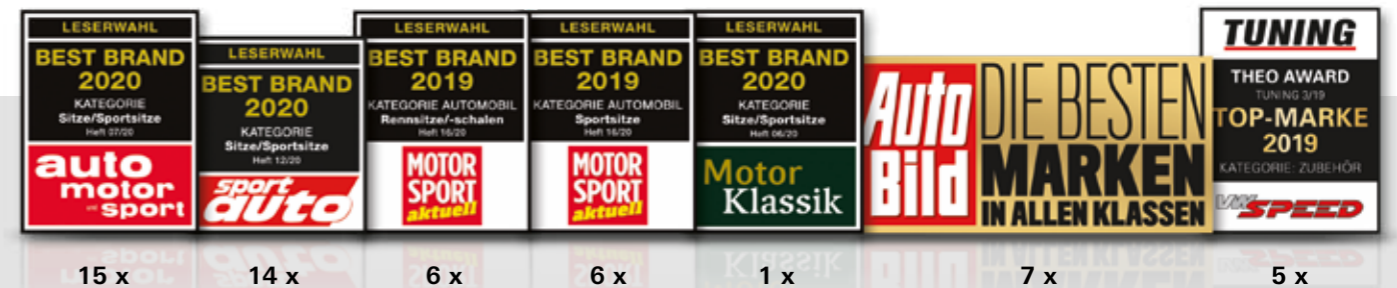 LESERWAHL
BEST BRAND
2020
KATEGORIE
Sitze/Sportsitze
Heft 07/20
auto
motor
und sport
15 x
LESERWAHL
BEST BRAND
2020
KATEGORIE
Sitze/Sportsitze
Heft 12/20
sport
auto
14 x
LESERWAHL
BEST BRAND
2019
KATEGORIE AUTOMOBIL
Rennsitze/-schalen
Heft 16/20
MOTOR
SPORT
aktuell
6 x
LESERWAHL
BEST BRAND
2019
KATEGORIE AUTOMOBIL
Sportsitze
Heft 16/20
MOTOR
SPORT
aktuell
6 x
LESERWAHL
BEST BRAND
2020
KATEGORIE
Sitze/Sportsitze
Heft 06/20
Motor
Klassik
1 x
Auto
Bild
DIE BESTEN
MARKEN
IN ALLEN KLASSEN
7 x
TUNING
THEO AWARD
TUNING 3/19
TOP-MARKE
2019
KATEGORIE: ZUBEHÖR
VW SPEED
5 x